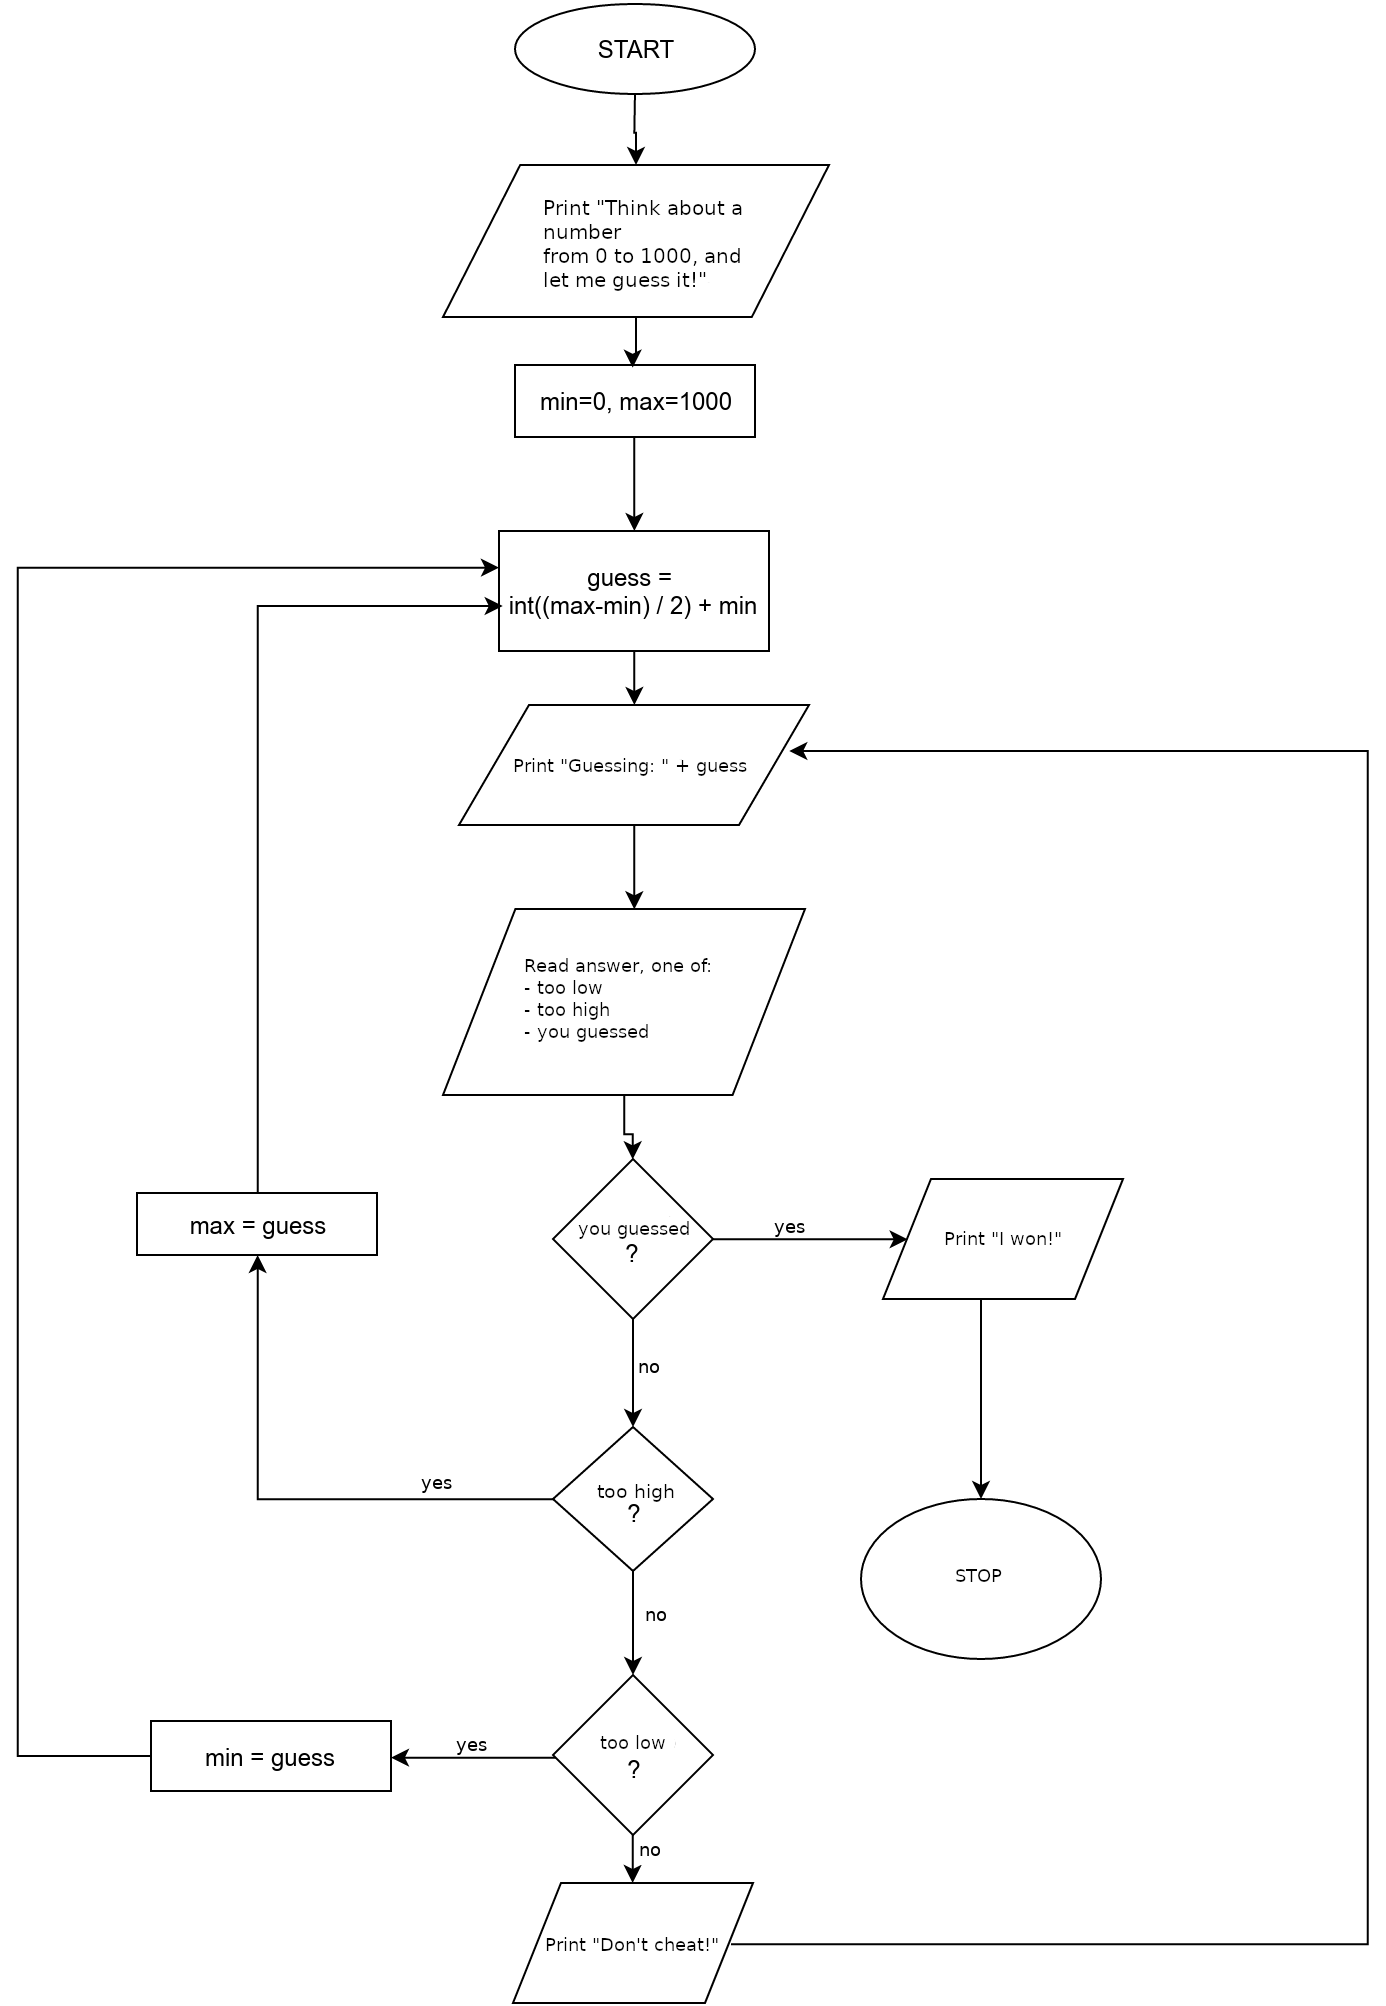 START
Print "Think about a
number
from 0 to 1000, and
let me guess it!"
min=0, max=1000
guess =
int((max-min) / 2) + min
Print "Guessing: " + guess
Read answer, one of:
- too low
- too high
- you guessed
max = guess
you guessed
?
yes
Print "I won!"
no
yes
too high
?
STOP
no
min = guess
yes
too low
?
no
Print "Don't cheat!"